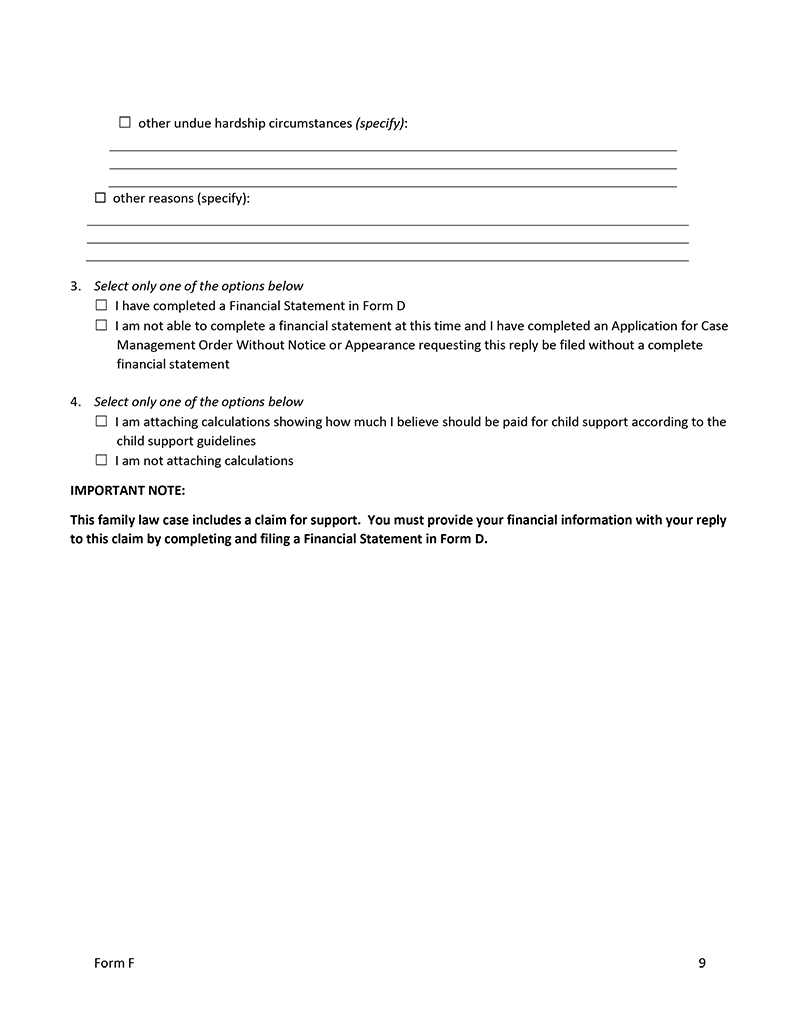 ☐ other undue hardship circumstances (specify):
☐ other reasons (specify):
3. Select only one of the options below
☐ I have completed a Financial Statement in Form D
☐ I am not able to complete a financial statement at this time and I have completed an Application for Case
Management Order Without Notice or Appearance requesting this reply be filed without a complete
financial statement
4. Select only one of the options below
☐ I am attaching calculations showing how much I believe should be paid for child support according to the
child support guidelines
☐ I am not attaching calculations
IMPORTANT NOTE:
This family law case includes a claim for support.  You must provide your financial information with your reply
to this claim by completing and filing a Financial Statement in Form D.
Form F 9